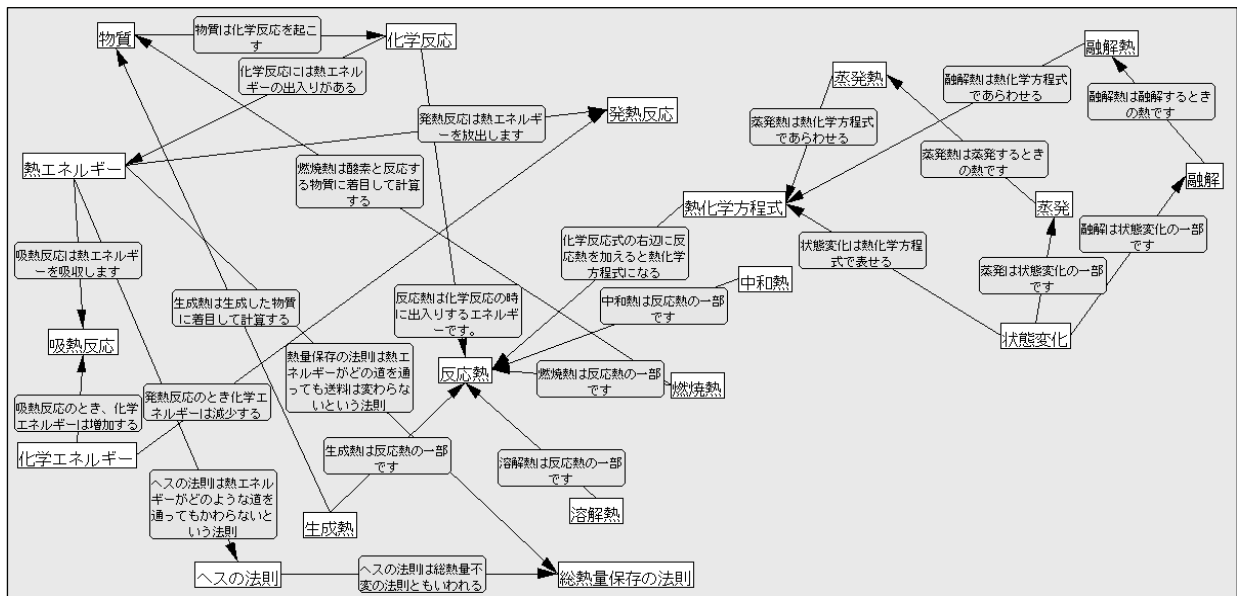 物質
物質は化学反応を起こ
す
化学反応
融解熱
化学反応には熱エネル
ギーの出入りがある
蒸発熱
融解熱は熱化学方程式
であらわせる
融解熱は融解するとき
の熱です
発熱反応は熱エネルギー
を放出します
発熱反応
蒸発熱は熱化学方程式
であらわせる
熱エネルギー
燃焼熱は酸素と反応す
る物質に着目して計算
する
蒸発熱は蒸発するとき
の熱です
融解
熱化学方程式
蒸発
吸熱反応は熱エネルギ
ーを吸収します
化学反応式の右辺に反
応熱を加えると熱化学
方程式になる
状態変化は熱化学方程
式で表せる
融解は状態変化の一部
です
蒸発は状態変化の一部
です
中和熱
生成熱は生成した物質
に着目して計算する
反応熱は化学反応の時
に出入りするエネルギ
ーです。
中和熱は反応熱の一部
です
吸熱反応
状態変化
熱量保存の法則は熱エ
ネルギーがどの道を通
っても送料は変わらな
いという法則
反応熱
燃焼熱は反応熱の一部
です
燃焼熱
吸熱反応のとき、化学
エネルギーは増加する
発熱反応のとき化学エ
ネルギーは減少する
化学エネルギー
生成熱は反応熱の一部
です
溶解熱は反応熱の一部
です
ヘスの法則は熱エネル
ギーがどのような道を
通ってもかわらないと
いう法則
生成熱
溶解熱
ヘスの法則
ヘスの法則は総熱量不
変の法則ともいわれる
総熱量保存の法則